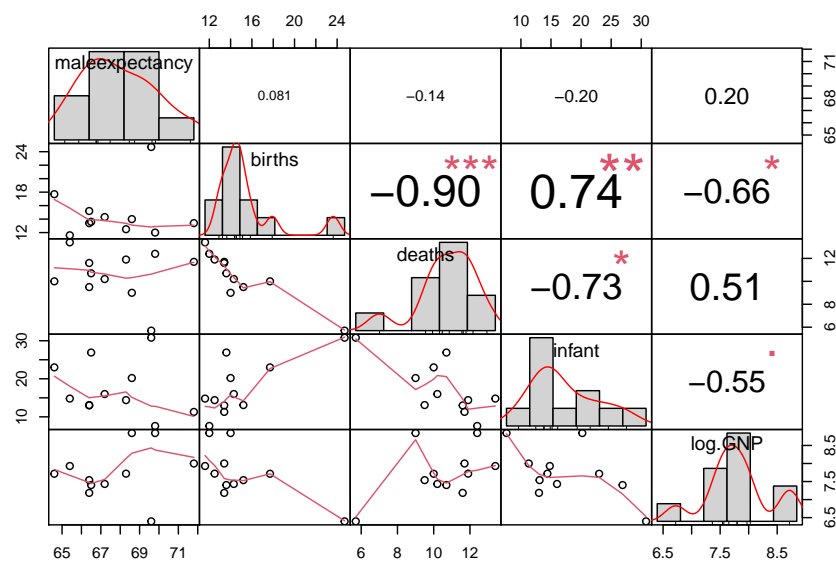 12 14 16 18 20 22 24
10 15 20 25 30
maleexpectancy
0.081
−0.14
−0.20
0.20
65 68 71
births
−0.90
***
0.74
**
−0.66
*
12 18 24
deaths
−0.73
*
0.51
6 8 12
infant
−0.55
.
10 20 30
log.GNP
6.5 7.5 8.5
65 67 69 71
6 8 10 12
6.5 7.5 8.5